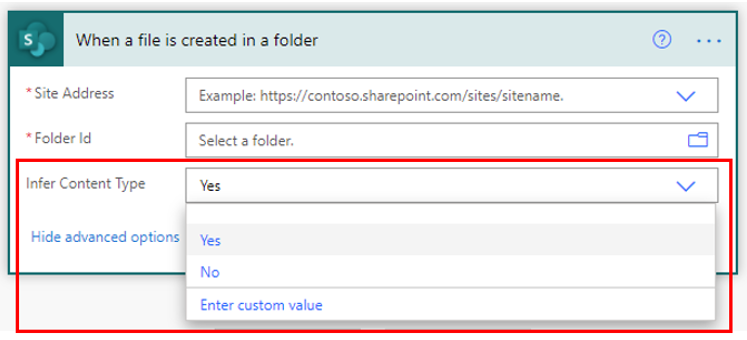 S
When a file is created in a folder
* Site Address
Example: https://contoso.sharepoint.com/sites/sitename.
* Folder Id
Select a folder.
Infer Content Type
Yes
Hide advanced options
Yes
No
Enter custom value